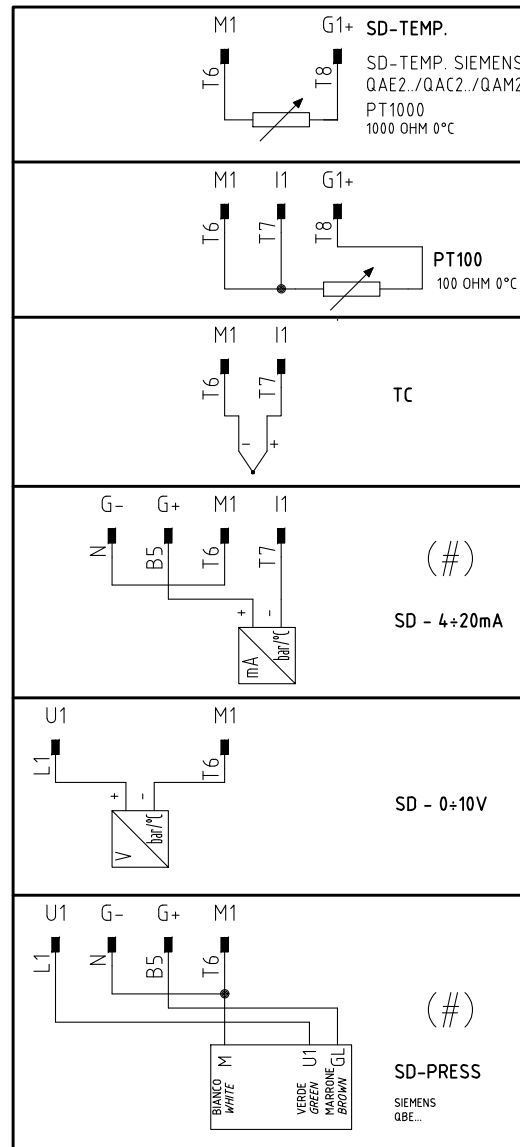 M1 G1+ SD-TEMP.
T6 T8
SD-TEMP. SIEMENS
QAE2../QAC2../QAM2
PT1000
1000 OHM 0°C
M1 I1 G1+
T6 T7 T8
PT100
100 OHM 0°C
M1 I1
T6 T7
- +
TC
G- G+ M1 I1
N B5 T6 T7
(#)
+ -
mA bar/°C
SD - 4÷20mA
U1 M1
L1 T6
+ -
V bar/°C
SD - 0÷10V
U1 G- G+ M1
L1 N B5 T6
(#)
M U1 GL
BIANCO VERDE MARRONE
WHITE GREEN BROWN
SD-PRESS
SIEMENS
QBE...